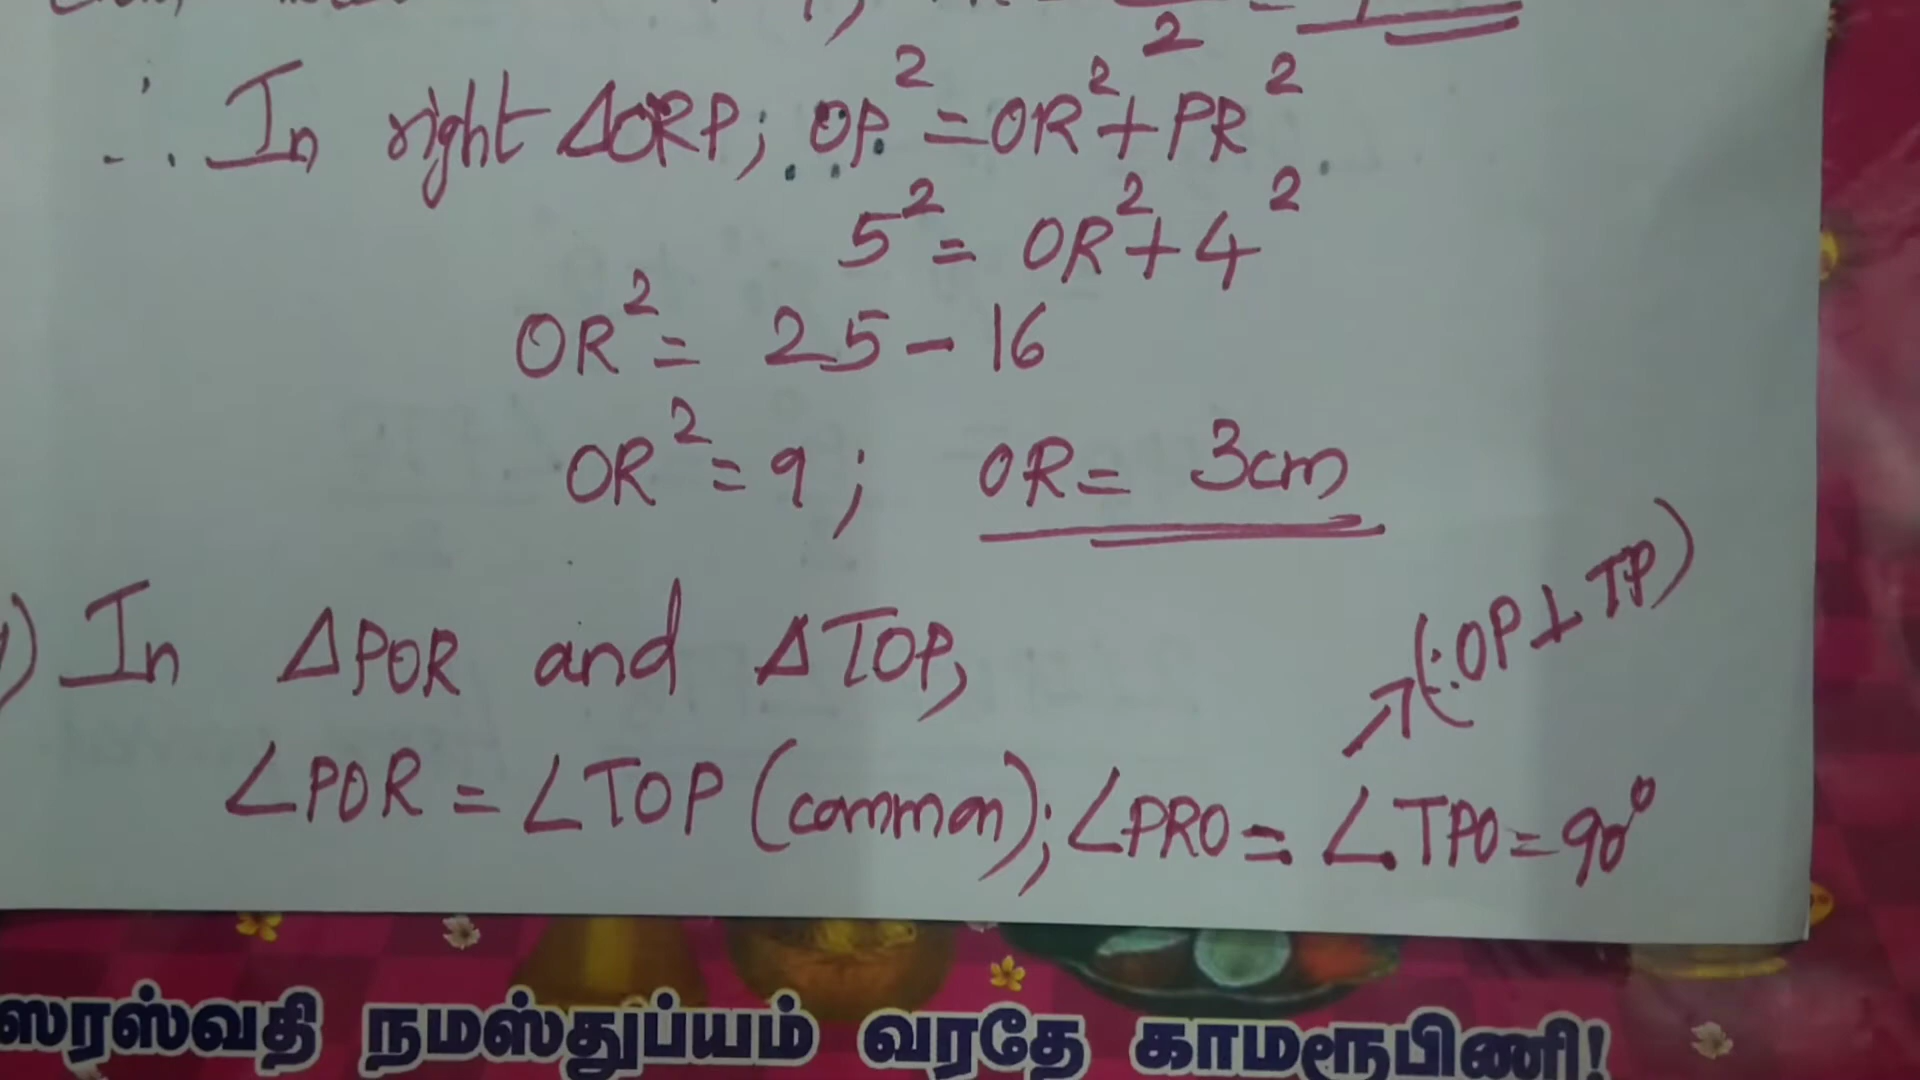 2
∴ In right ΔORP; OP² = OR² + PR²
5² = OR² + 4²
OR² = 25 - 16
OR² = 9 ; OR = 3cm
) In ΔPOR and ΔTOP, (∵ OP ⊥ TP)
∠POR = ∠TOP (common); ∠PRO = ∠TPO = 90°
ஸரஸ்வதி நமஸ்துப்யம் வரதே காமரூபிணி!